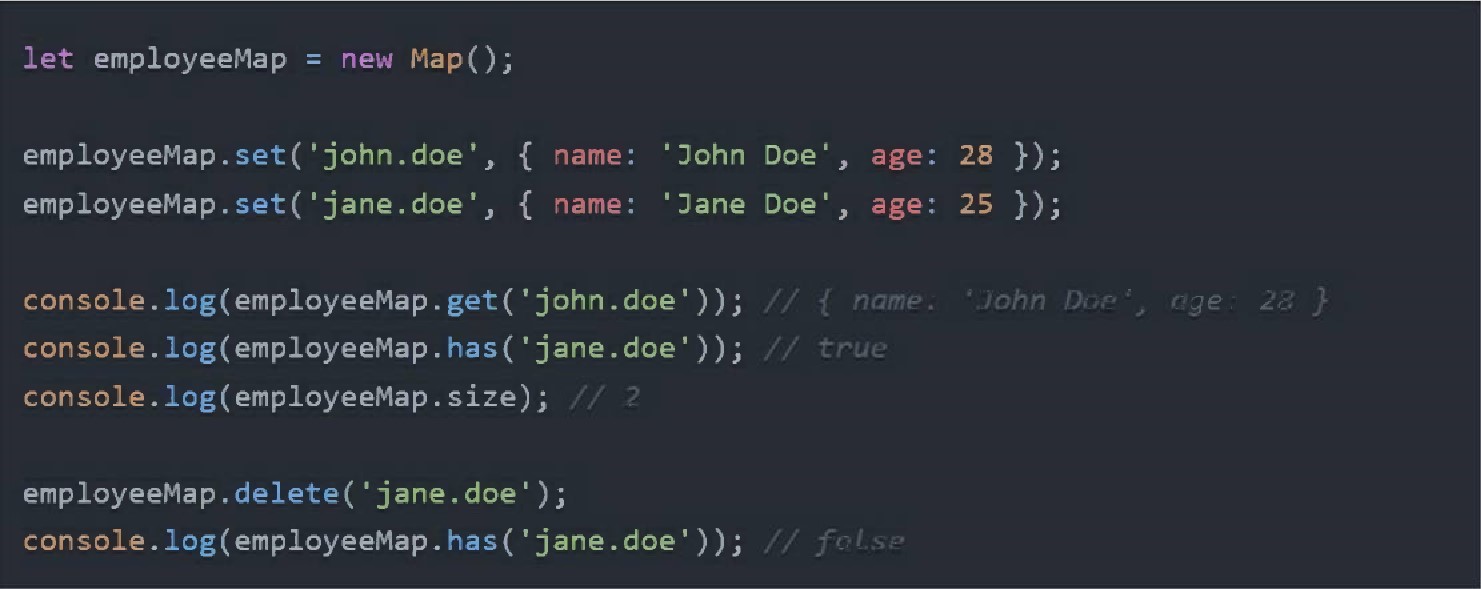 let employeeMap = new Map();
employeeMap.set('john.doe', { name: 'John Doe', age: 28 });
employeeMap.set('jane.doe', { name: 'Jane Doe', age: 25 });
console.log(employeeMap.get('john.doe')); // { name: 'John Doe', age: 28 }
console.log(employeeMap.has('jane.doe')); // true
console.log(employeeMap.size); // 2
employeeMap.delete('jane.doe');
console.log(employeeMap.has('jane.doe')); // false